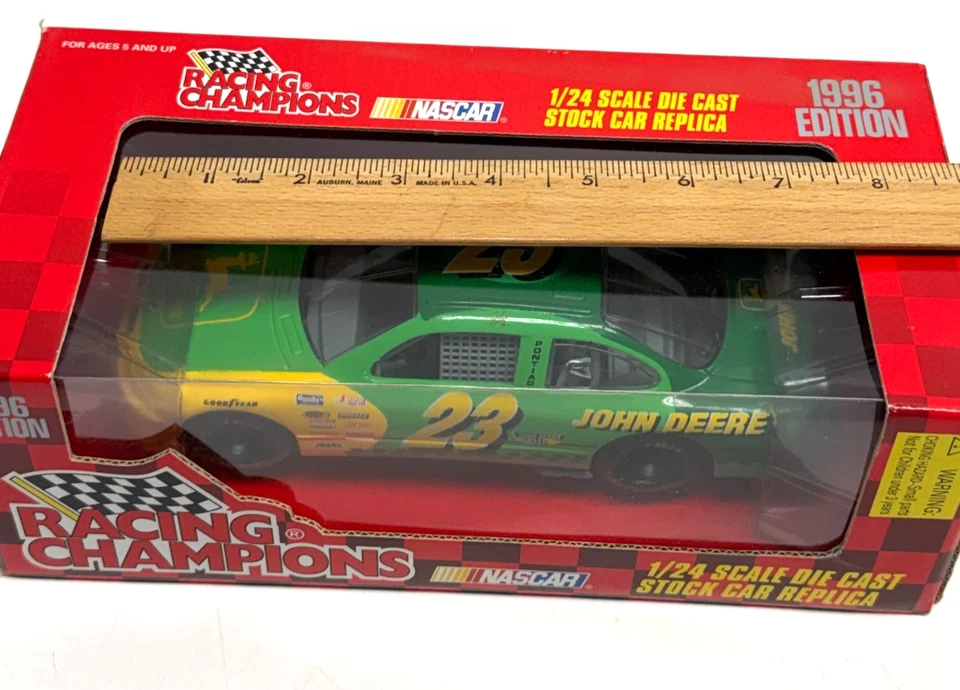 FOR AGES 5 AND UP
RACING®
CHAMPIONS
NASCAR®
1/24 SCALE DIE CAST
STOCK CAR REPLICA
1996
EDITION
1 2 3 4 5 6 7 8
AUBURN, MAINE MADE IN U.S.A.
23
PONTIAC
GOODYEAR
23
JOHN DEERE
JOHN
96
TION
WARNING:
CHOKING HAZARD-Small parts
Not for Children under 3 years
RACING®
CHAMPIONS
NASCAR®
1/24 SCALE DIE CAST
STOCK CAR REPLICA